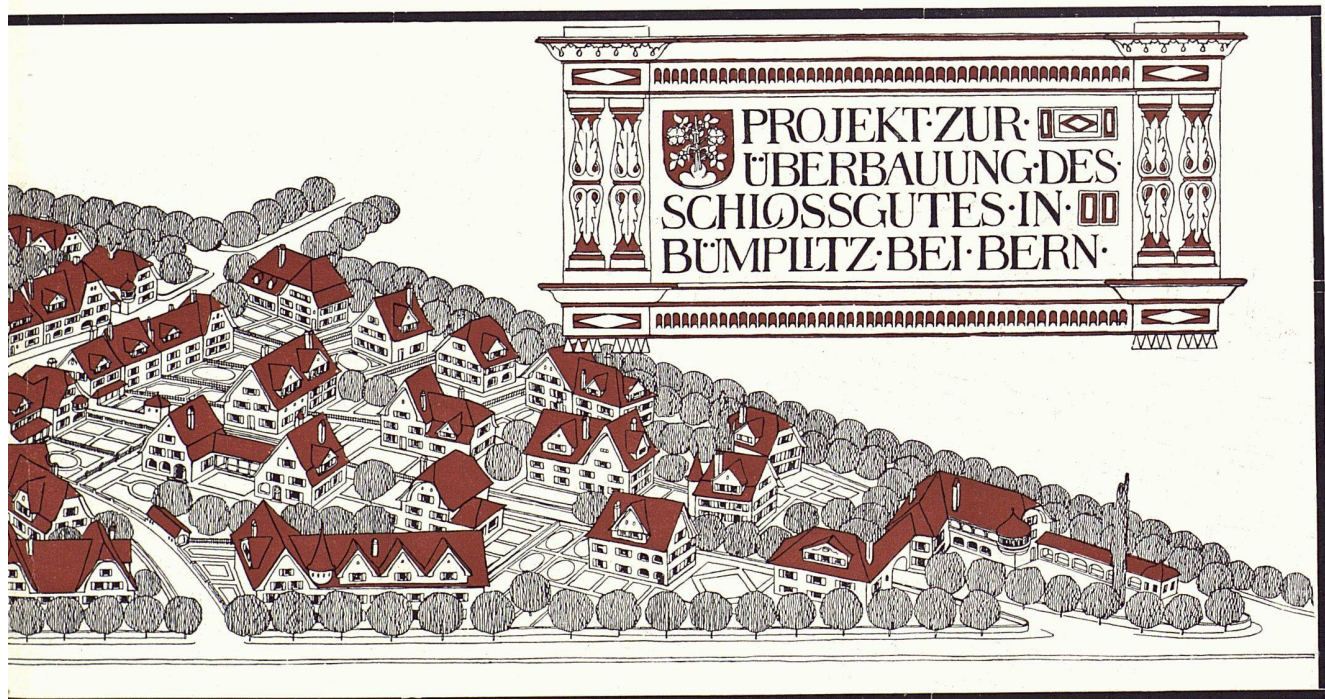 PROJEKT·ZUR·
ÜBERBAUUNG·DES·
SCHLOSSGUTES·IN·
BÜMPLITZ·BEI·BERN·